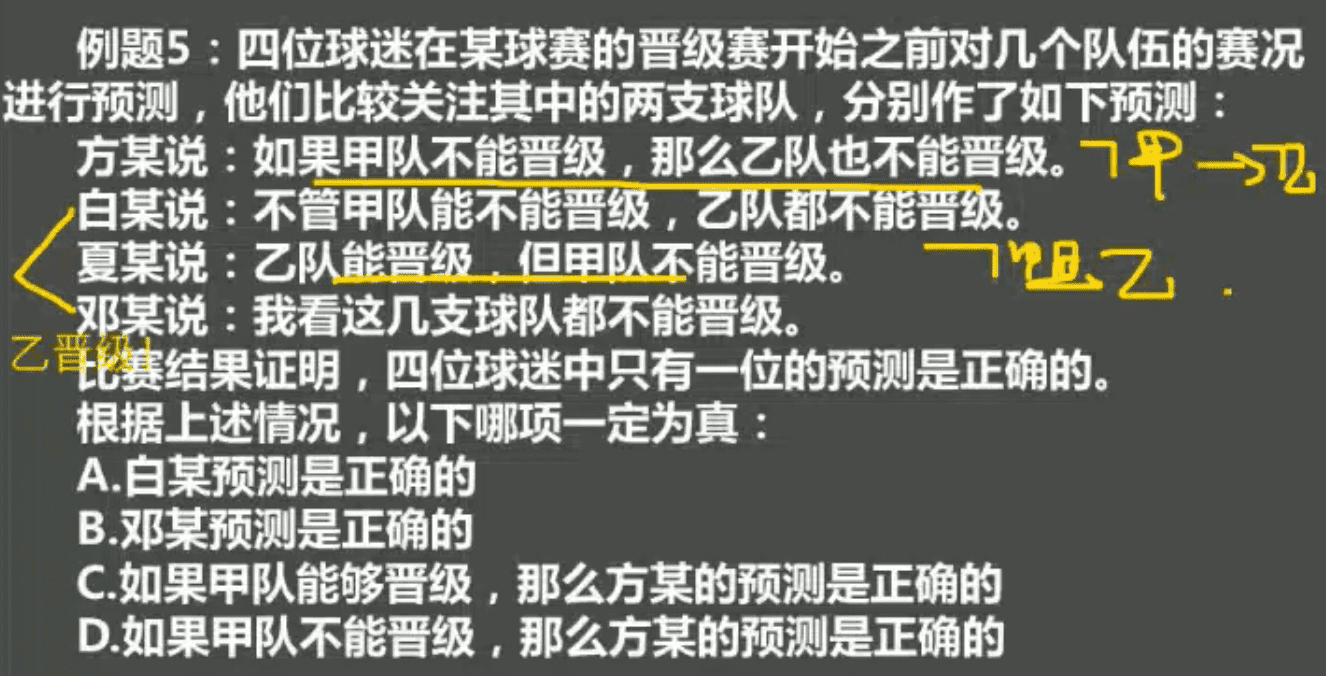 例题5：四位球迷在某球赛的晋级赛开始之前对几个队伍的赛况
进行预测，他们比较关注其中的两支球队，分别作了如下预测：
方某说：如果甲队不能晋级，那么乙队也不能晋级。 ￢甲→￢乙
白某说：不管甲队能不能晋级，乙队都不能晋级。
夏某说：乙队能晋级，但甲队不能晋级。 乙
邓某说：我看这几支球队都不能晋级。
乙晋级！
比赛结果证明，四位球迷中只有一位的预测是正确的。
根据上述情况，以下哪项一定为真：
A.白某预测是正确的
B.邓某预测是正确的
C.如果甲队能够晋级，那么方某的预测是正确的
D.如果甲队不能晋级，那么方某的预测是正确的